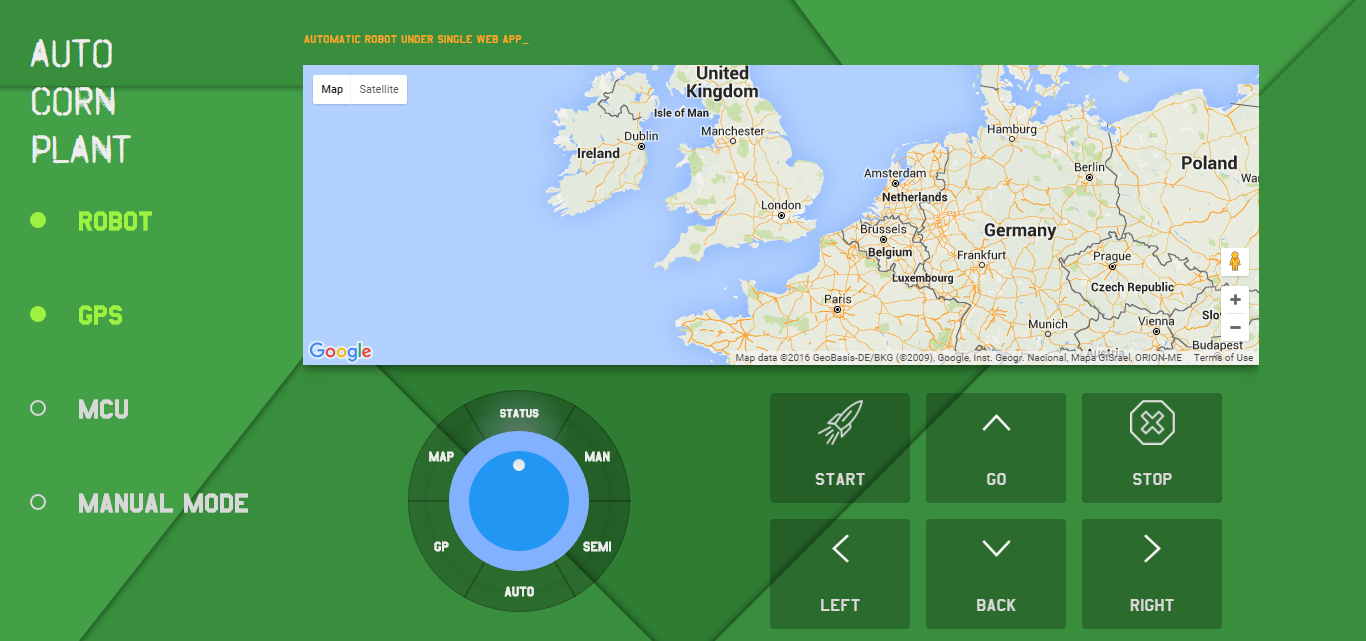 AUTO
CORN
PLANT
ROBOT
GPS
MCU
MANUAL MODE
AUTOMATIC ROBOT UNDER SINGLE WEB APP_
Map Satellite
United
Kingdom
Isle of Man
Dublin
Manchester
Ireland
London
Hamburg
Berlin
Poland
Amsterdam
Netherlands
Brussels
Belgium
Germany
Frankfurt
Luxembourg
Prague
Czech Republic
Paris
Munich
Vienna
Slo
Budapest
Austria
War
Google
Map data ©2016 GeoBasis-DE/BKG (©2009), Google, Inst. Geogr. Nacional, Mapa GISrael, ORION-ME Terms of Use
STATUS
MAP
MAN
GP
SEMI
AUTO
START
GO
STOP
LEFT
BACK
RIGHT